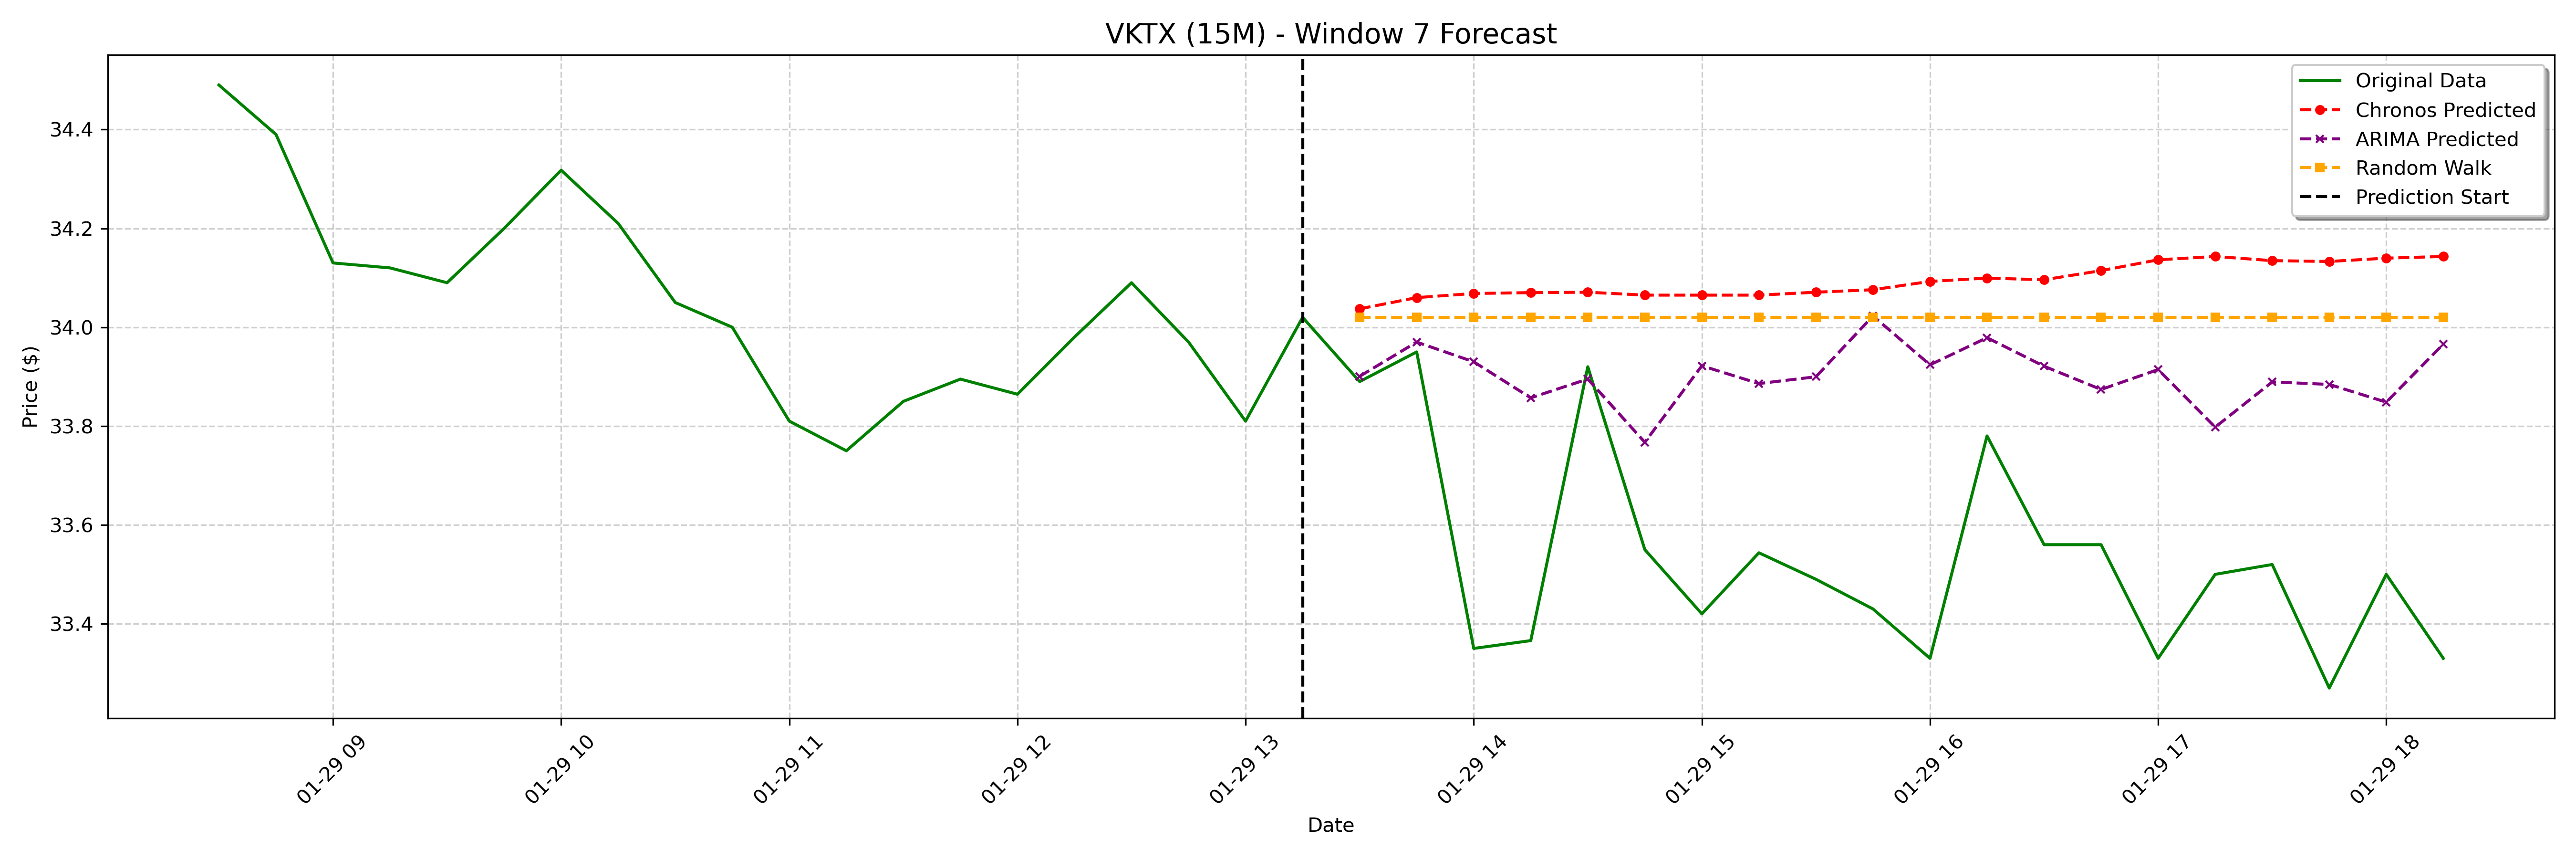 VKTX (15M) - Window 7 Forecast
Original Data
Chronos Predicted
ARIMA Predicted
Random Walk
Prediction Start
Price ($)
34.4
34.2
34.0
33.8
33.6
33.4
01-29 09
01-29 10
01-29 11
01-29 12
01-29 13
01-29 14
01-29 15
01-29 16
01-29 17
01-29 18
Date